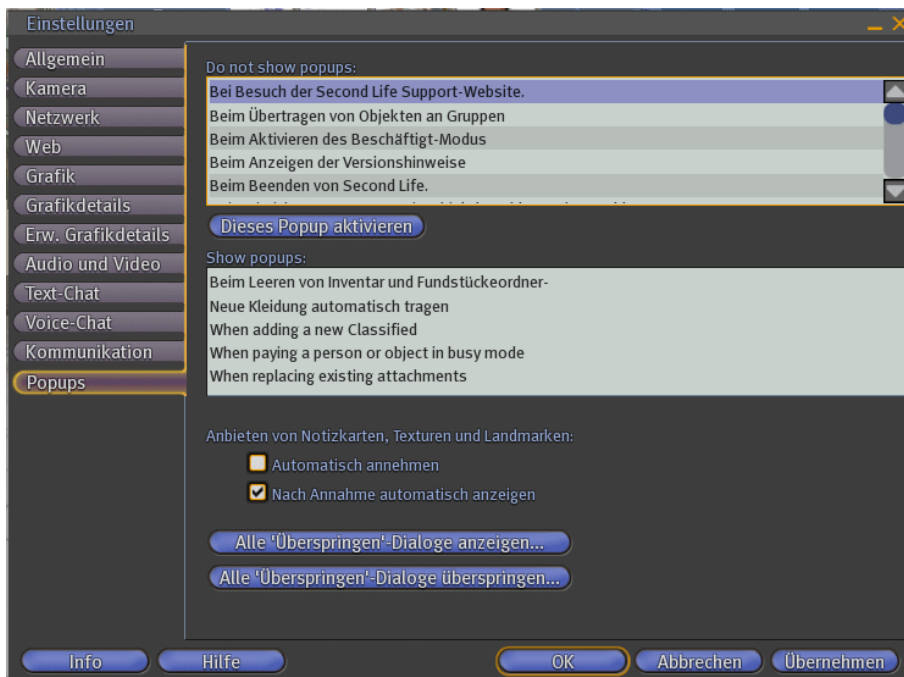 Einstellungen
Allgemein
Kamera
Netzwerk
Web
Grafik
Grafikdetails
Erw. Grafikdetails
Audio und Video
Text-Chat
Voice-Chat
Kommunikation
Popups
Do not show popups:
Bei Besuch der Second Life Support-Website.
Beim Übertragen von Objekten an Gruppen
Beim Aktivieren des Beschäftigt-Modus
Beim Anzeigen der Versionshinweise
Beim Beenden von Second Life.
Dieses Popup aktivieren
Show popups:
Beim Leeren von Inventar und Fundstückeordner-
Neue Kleidung automatisch tragen
When adding a new Classified
When paying a person or object in busy mode
When replacing existing attachments
Anbieten von Notizkarten, Texturen und Landmarken:
Automatisch annehmen
Nach Annahme automatisch anzeigen
Alle 'Überspringen'-Dialoge anzeigen...
Alle 'Überspringen'-Dialoge überspringen...
Info
Hilfe
OK
Abbrechen
Übernehmen